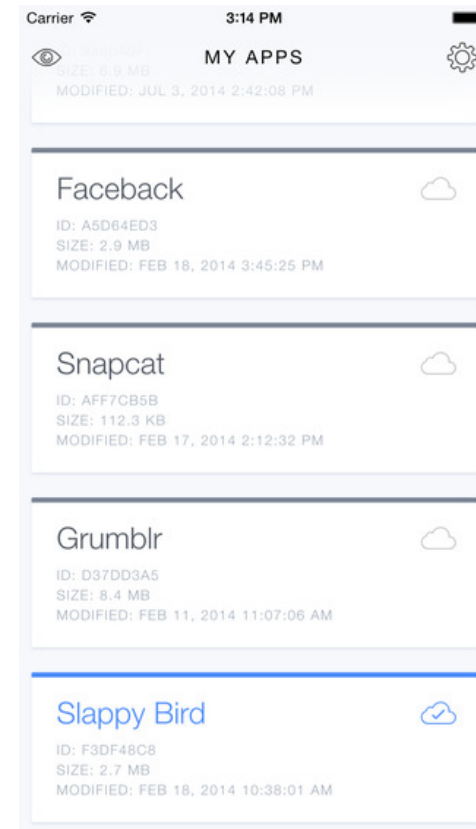 Carrier 3:14 PM
MY APPS
SIZE: 6.9 MB
MODIFIED: JUL 3, 2014 2:42:08 PM
Faceback
ID: A5D64ED3
SIZE: 2.9 MB
MODIFIED: FEB 18, 2014 3:45:25 PM
Snapcat
ID: AFF7CB5B
SIZE: 112.3 KB
MODIFIED: FEB 17, 2014 2:12:32 PM
Grumblr
ID: D37DD3A5
SIZE: 8.4 MB
MODIFIED: FEB 11, 2014 11:07:06 AM
Slappy Bird
ID: F3DF48C8
SIZE: 2.7 MB
MODIFIED: FEB 18, 2014 10:38:01 AM